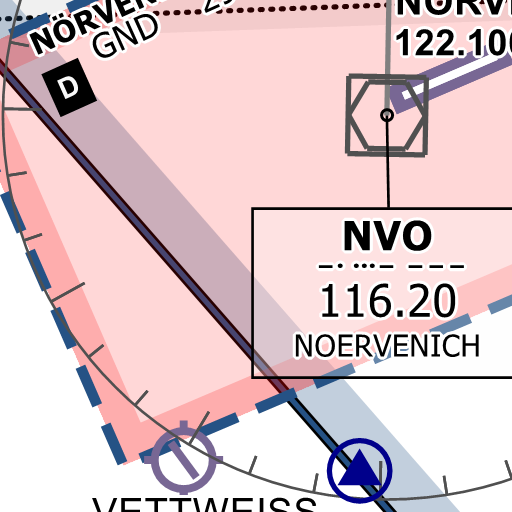 GND
122.100
D
NVO
116.20
NOERVENICH
VETTWEISS